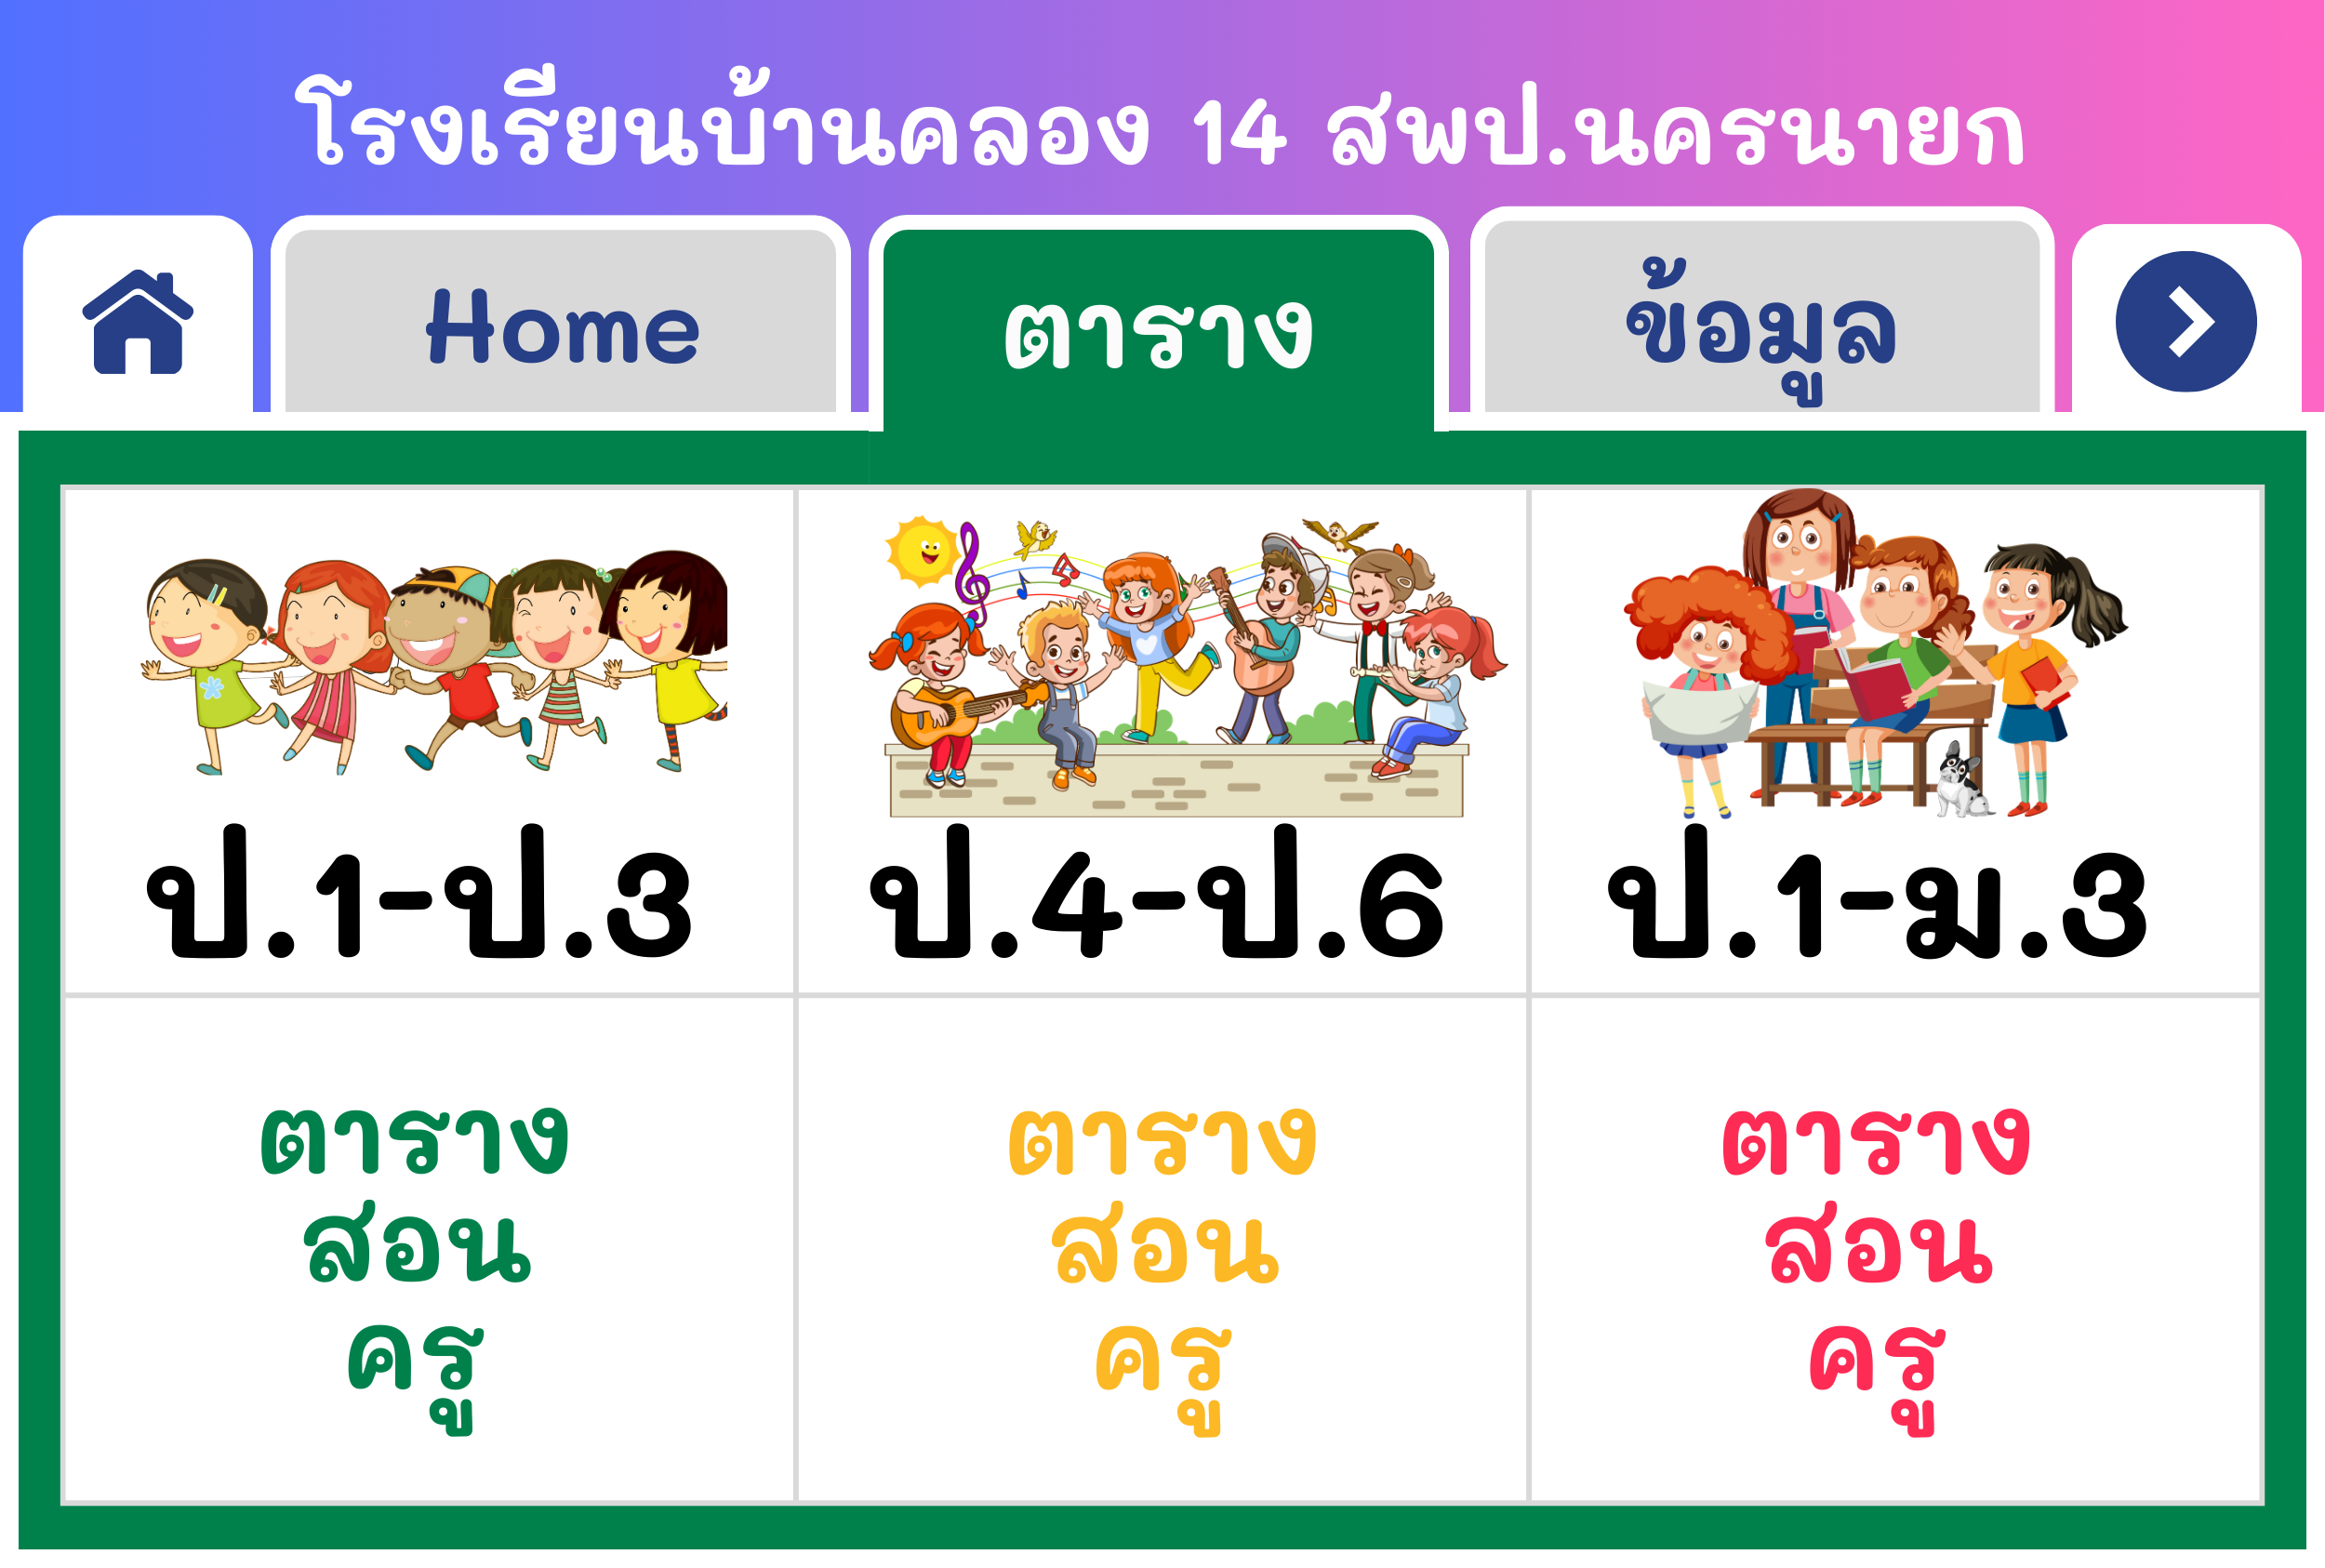 โรงเรียนบ้านคลอง 14 สพป.นครนายก
Home
ตาราง
ข้อมูล
ป.1-ป.3
ป.4-ป.6
ป.1-ม.3
ตาราง
สอน
ครู
ตาราง
สอน
ครู
ตาราง
สอน
ครู